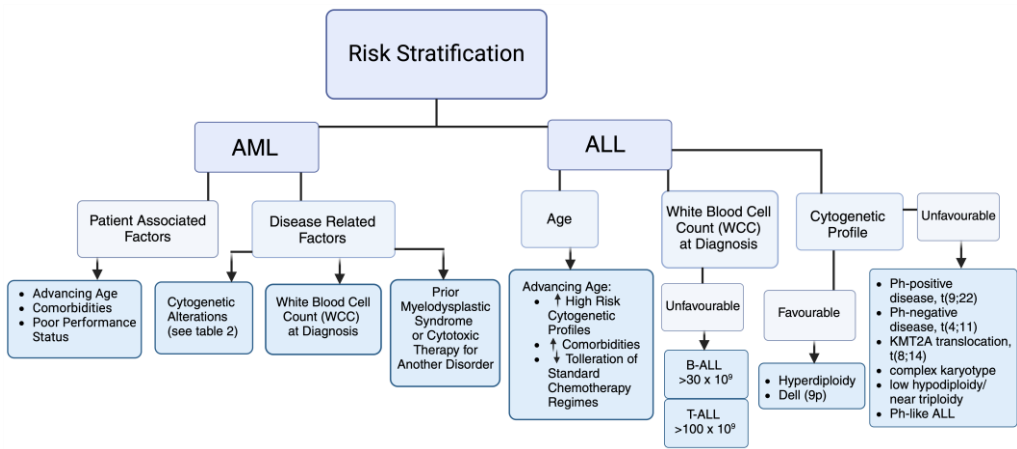 Risk Stratification
AML
ALL
Patient Associated
Factors
Disease Related
Factors
Age
White Blood Cell
Count (WCC)
at Diagnosis
Cytogenetic
Profile
Unfavourable
• Advancing Age
• Comorbidities
• Poor Performance
Status
Cytogenetic
Alterations
(see table 2)
White Blood Cell
Count (WCC)
at Diagnosis
Prior
Myelodysplastic
Syndrome
or Cytotoxic
Therapy for
Another Disorder
Advancing Age:
• ↑ High Risk
Cytogenetic
Profiles
• ↑ Comorbidities
• ↓ Tolleration of
Standard
Chemotherapy
Regimes
Unfavourable
B-ALL
>30 x 10⁹
T-ALL
>100 x 10⁹
Favourable
• Hyperdiploidy
• Dell (9p)
• Ph-positive
disease, t(9;22)
• Ph-negative
disease, t(4;11)
• KMT2A translocation,
t(8;14)
• complex karyotype
• low hypodiploidy/
near triploidy
• Ph-like ALL